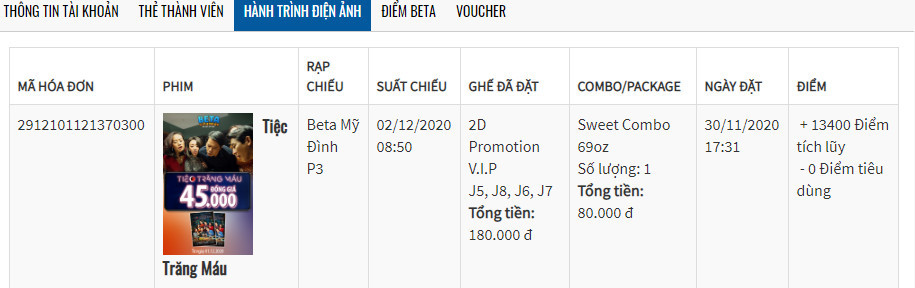 THÔNG TIN TÀI KHOẢN THẺ THÀNH VIÊN HÀNH TRÌNH ĐIỆN ẢNH ĐIỂM BETA VOUCHER
MÃ HÓA ĐƠN
PHIM
RẠP
CHIẾU
SUẤT CHIẾU
GHẾ ĐÃ ĐẶT
COMBO/PACKAGE
NGÀY ĐẶT
ĐIỂM
2912101121370300
BETA
TIỆC TRĂNG MÁU
ĐỒNG GIÁ
45.000
Tiệc
Trăng Máu
Beta Mỹ
Đình
P3
02/12/2020
08:50
2D
Promotion
V.I.P
J5, J8, J6, J7
Tổng tiền:
180.000 đ
Sweet Combo
69oz
Số lượng: 1
Tổng tiền:
80.000 đ
30/11/2020
17:31
+ 13400 Điểm
tích lũy
- 0 Điểm tiêu
dùng